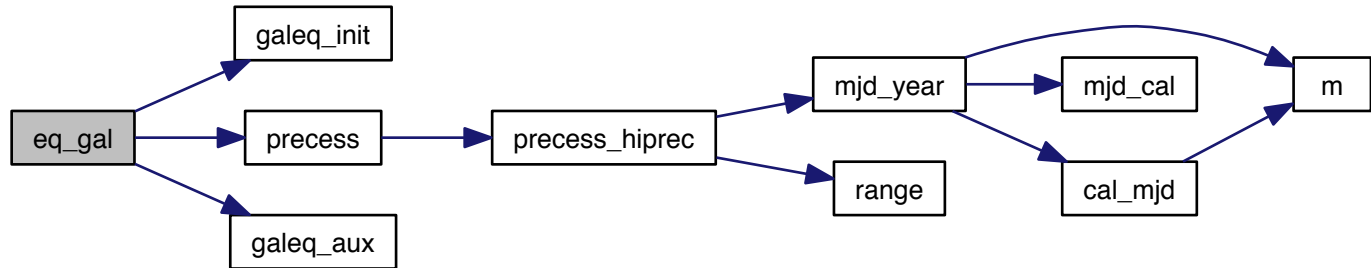 galeq_init
mjd_year
mjd_cal
m
eq_gal
precess
precess_hiprec
range
cal_mjd
galeq_aux